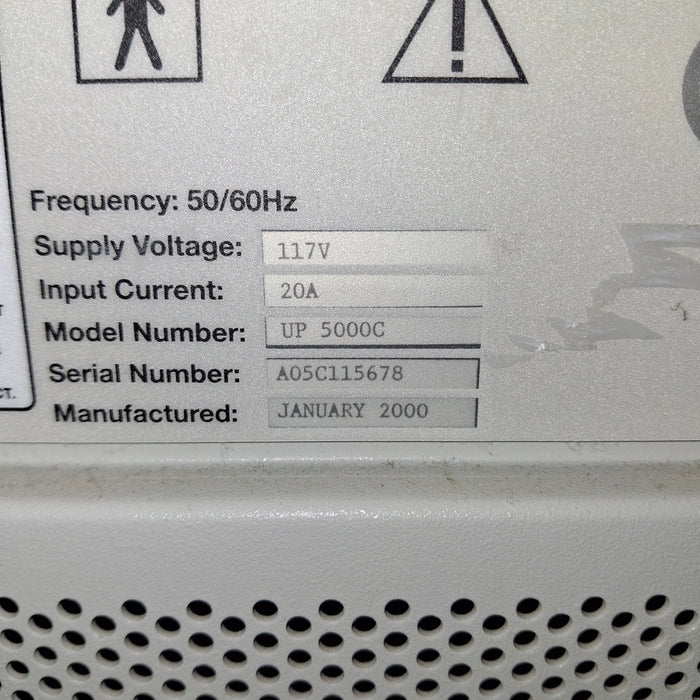 Frequency: 50/60Hz
Supply Voltage: 117V
Input Current: 20A
Model Number: UP 5000C
Serial Number: A05C115678
Manufactured: JANUARY 2000
CT.